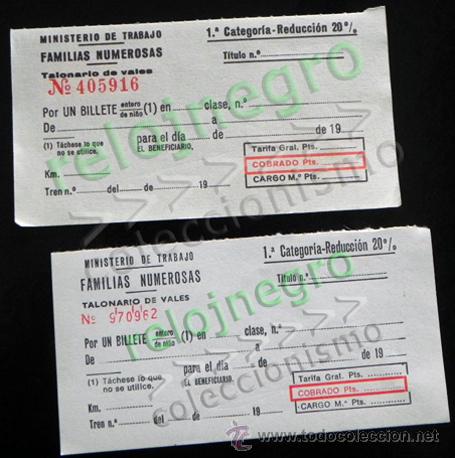 MINISTERIO DE TRABAJO
FAMILIAS NUMEROSAS
1.ª Categoría-Reducción 20%
Talonario de vales
Título n.º
Nº 405916
Por UN BILLETE entero de niño (1) en clase, n.º
De a
(1) Táchese lo que no se utilice.
para el día de de 19
EL BENEFICIARIO,
Tarifa Gral. Pts.
COBRADO Pts.
CARGO M.º Pts.
Km.
Tren n.º del de 19
relojnegro
coleccionismo
MINISTERIO DE TRABAJO
FAMILIAS NUMEROSAS
1.ª Categoría-Reducción 20%
TALONARIO DE VALES
Título n.º
Nº 970962
Por UN BILLETE entero de niño (1) en clase, n.º
De a
(1) Táchese lo que no se utilice.
para el día de de 19
EL BENEFICIARIO,
Tarifa Gral. Pts.
COBRADO Pts.
CARGO M.º Pts.
Km.
Tren n.º del de 19
relojnegro
coleccionismo
www.todocoleccion.net